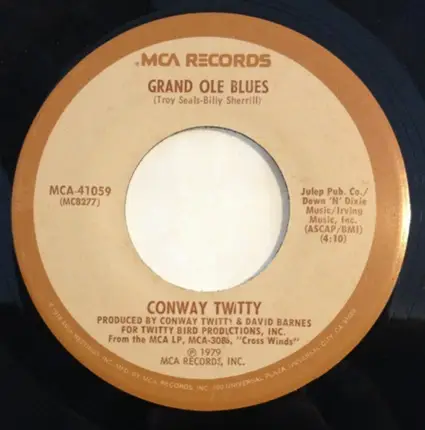 MCA RECORDS
GRAND OLE BLUES
(Troy Seals-Billy Sherrill)
MCA-41059
(MC8277)
Julep Pub. Co./
Down 'N' Dixie
Music/Irving
Music, Inc.
(ASCAP/BMI)
(4:10)
CONWAY TWITTY
PRODUCED BY CONWAY TWITTY & DAVID BARNES
FOR TWITTY BIRD PRODUCTIONS, INC.
From the MCA LP, MCA-3086, "Cross Winds"
℗ 1979
MCA RECORDS, INC.